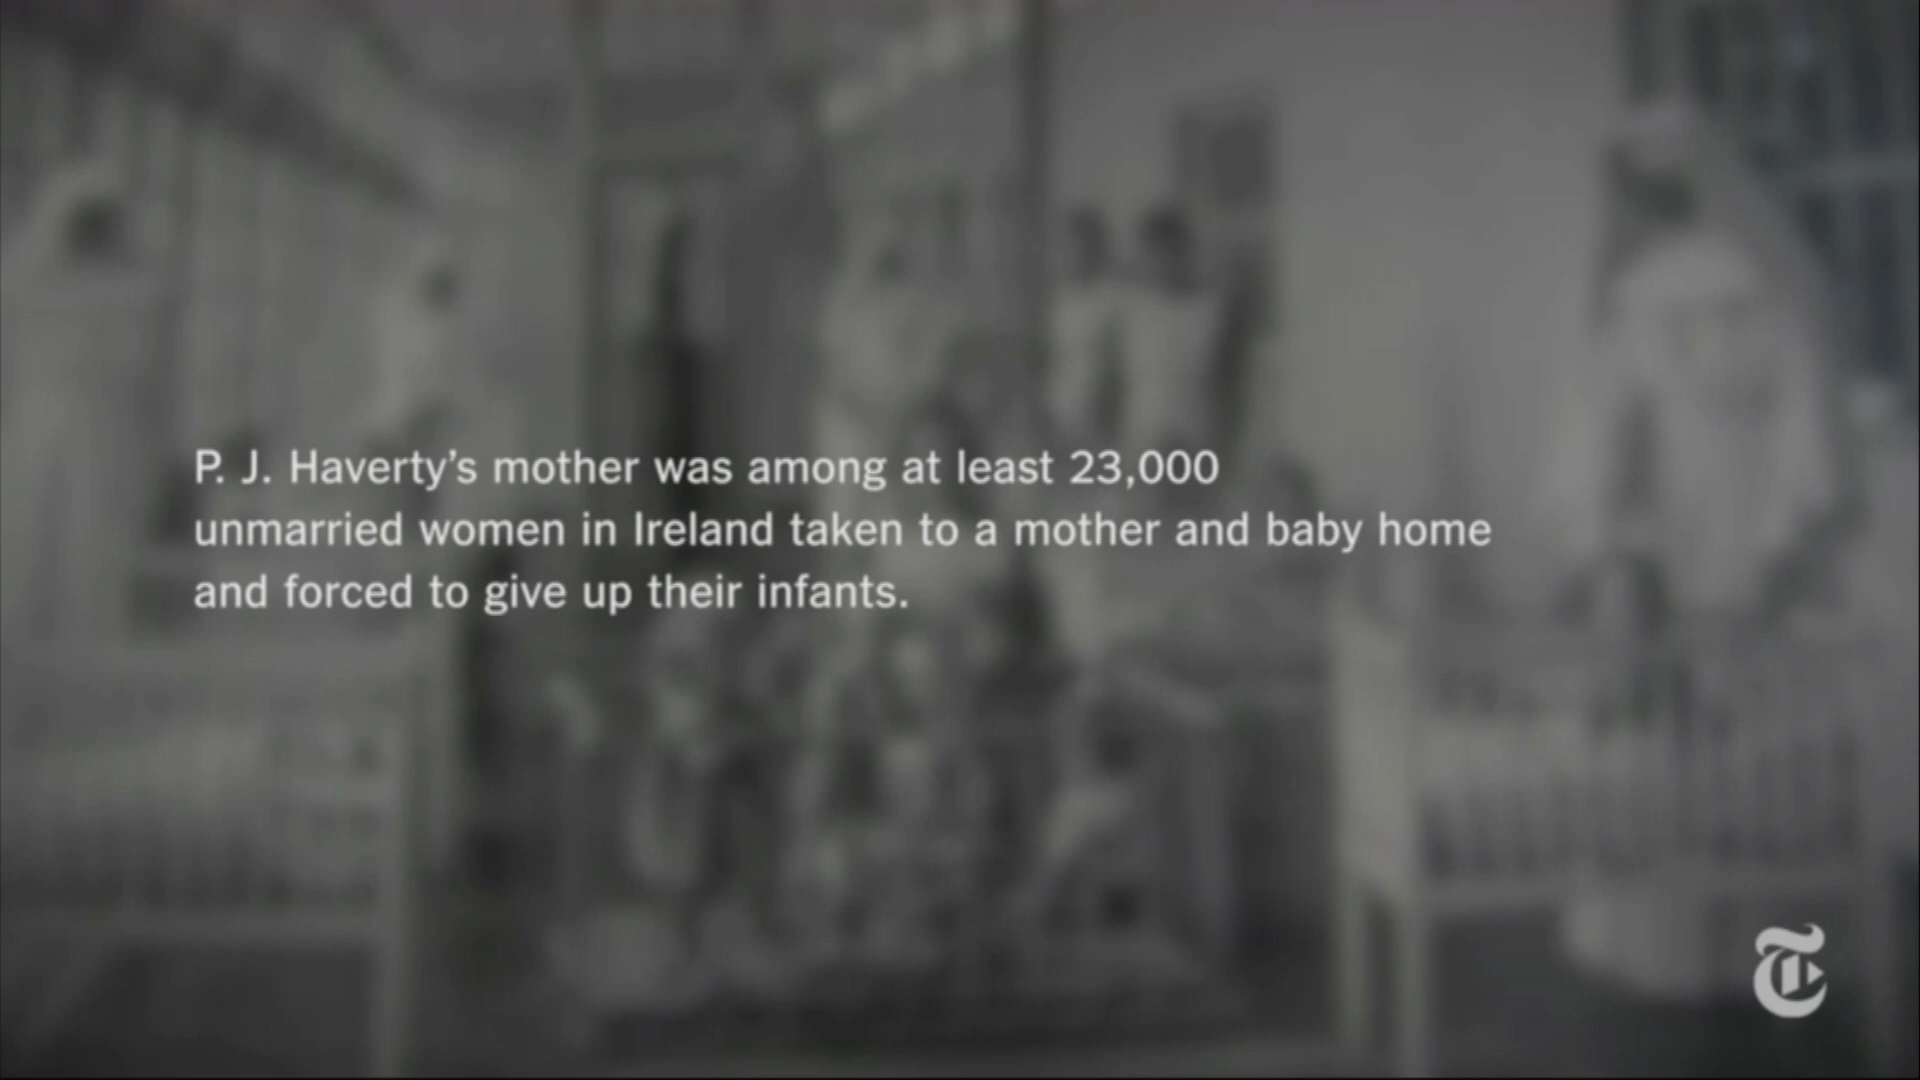 P. J. Haverty’s mother was among at least 23,000
unmarried women in Ireland taken to a mother and baby home
and forced to give up their infants.
T